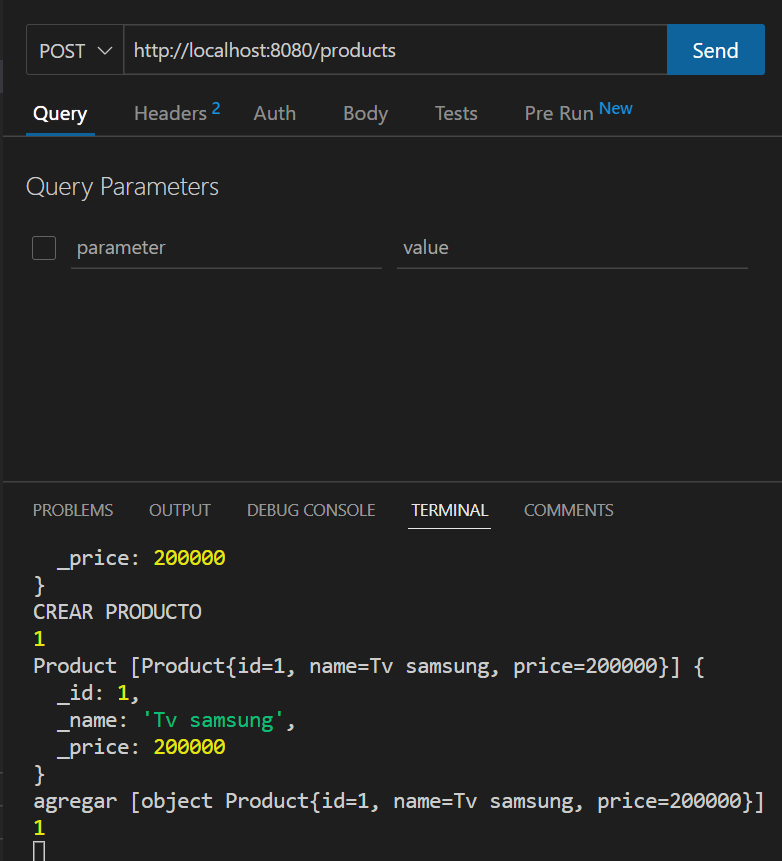 POST http://localhost:8080/products Send
Query Headers 2 Auth Body Tests Pre Run New
Query Parameters
parameter value
PROBLEMS OUTPUT DEBUG CONSOLE TERMINAL COMMENTS
_price: 200000
}
CREAR PRODUCTO
1
Product [Product{id=1, name=Tv samsung, price=200000}] {
_id: 1,
_name: 'Tv samsung',
_price: 200000
}
agregar [object Product{id=1, name=Tv samsung, price=200000}]
1